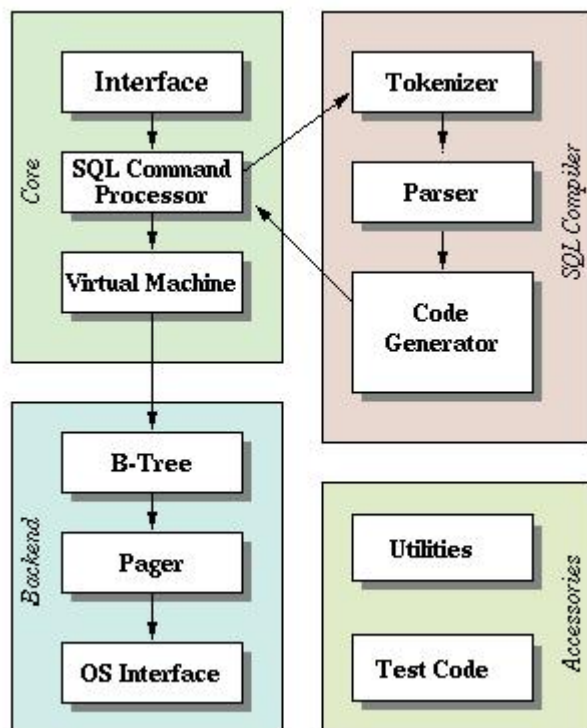 Core
Interface
SQL Command
Processor
Virtual Machine
SQL Compiler
Tokenizer
Parser
Code
Generator
Backend
B-Tree
Pager
OS Interface
Accessories
Utilities
Test Code